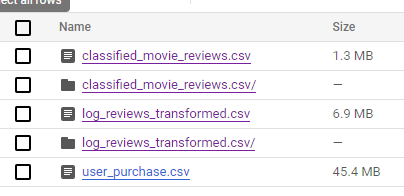 ect all rows
Size
classified_movie_reviews.csv 1.3 MB
classified_movie_reviews.csv/ —
log_reviews_transformed.csv 6.9 MB
log_reviews_transformed.csv/ —
user_purchase.csv 45.4 MB